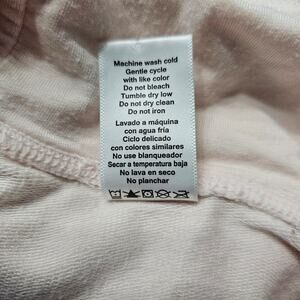 Machine wash cold
Gentle cycle
with like color
Do not bleach
Tumble dry low
Do not dry clean
Do not iron
Lavado a máquina
con agua fría
Ciclo delicado
con colores similares
No use blanqueador
Secar a temperatura baja
No lava en seco
No planchar